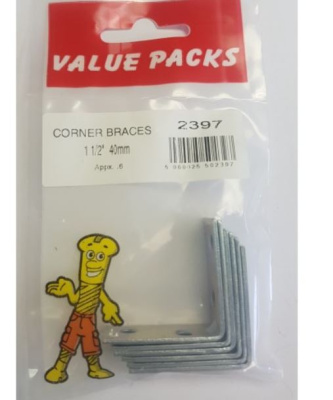 VALUE PACKS
CORNER BRACES
1 1/2" 40mm
Appx. .6
2397